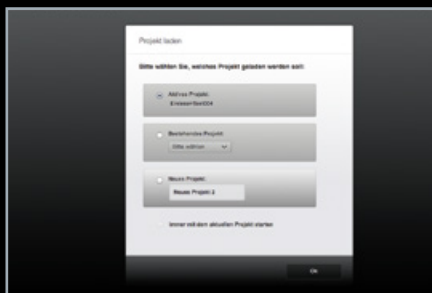 Projekt laden
Bitte wählen Sie, welches Projekt geladen werden soll:
Aktives Projekt:
Bestehendes Projekt:
Bitte wählen
Neues Projekt:
Neues Projekt 2
Immer mit dem aktuellen Projekt starten
Ok